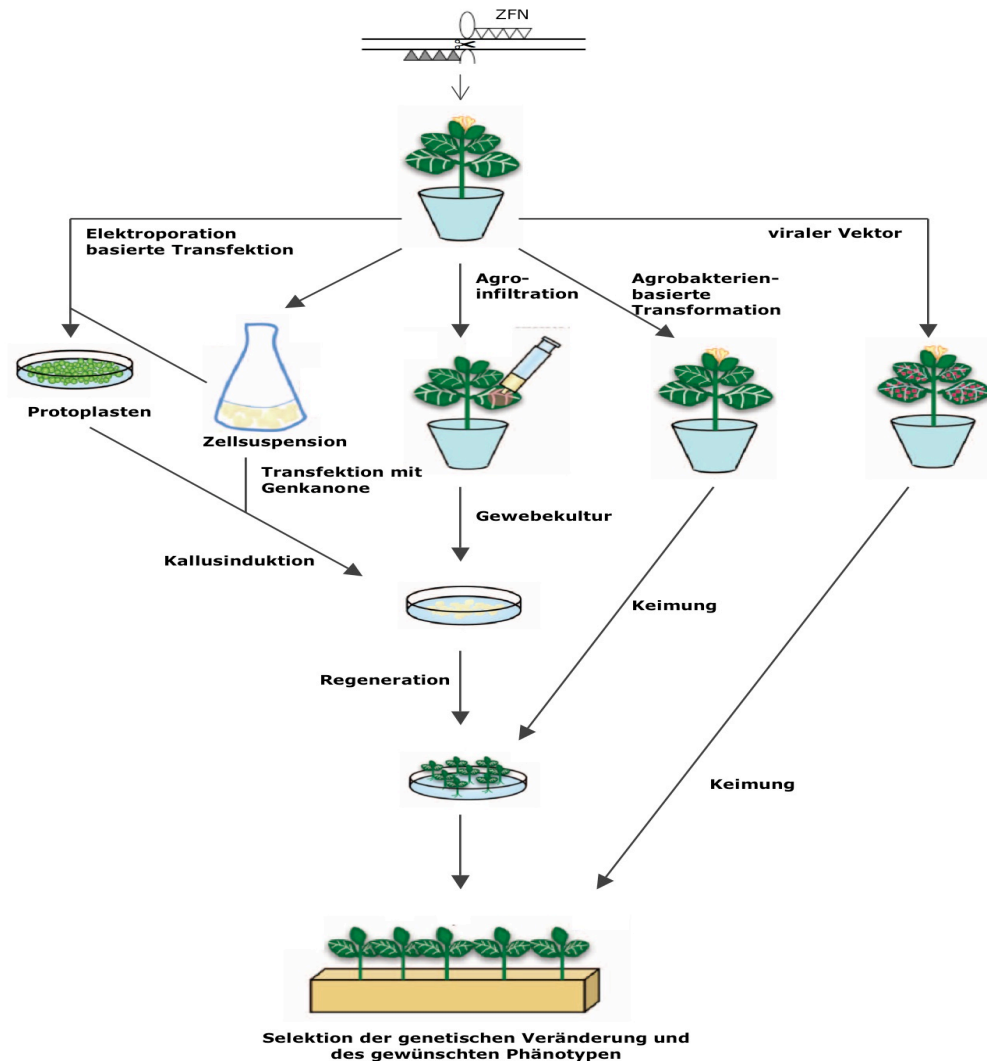 ZFN
Elektroporation
basierte Transfektion
viraler Vektor
Agro-
infiltration
Agrobakterien-
basierte
Transformation
Protoplasten
Zellsuspension
Transfektion mit
Genkanone
Gewebekultur
Kallusinduktion
Keimung
Regeneration
Keimung
Selektion der genetischen Veränderung und
des gewünschten Phänotypen